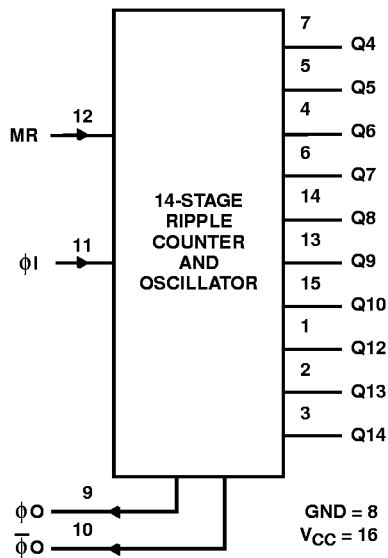 7
Q4
5
Q5
4
Q6
12
MR
6
Q7
14
Q8
14-STAGE
RIPPLE
COUNTER
AND
OSCILLATOR
13
Q9
11
ϕI
15
Q10
1
Q12
2
Q13
3
Q14
9
ϕO
10
ϕ̅O
GND = 8
VCC = 16